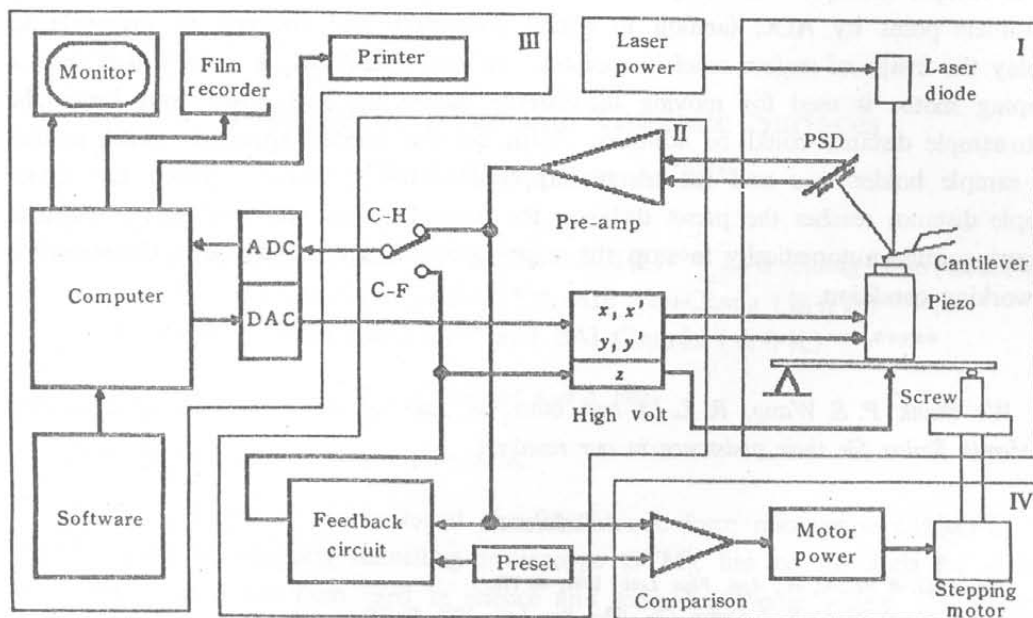 III
Monitor
Film
recorder
Printer
Laser
power
I
Laser
diode
II
PSD
Pre-amp
C-H
C-F
ADC
DAC
Computer
Cantilever
Piezo
x, x'
y, y'
z
High volt
Screw
Software
Feedback
circuit
Preset
Comparison
Motor
power
IV
Stepping
motor